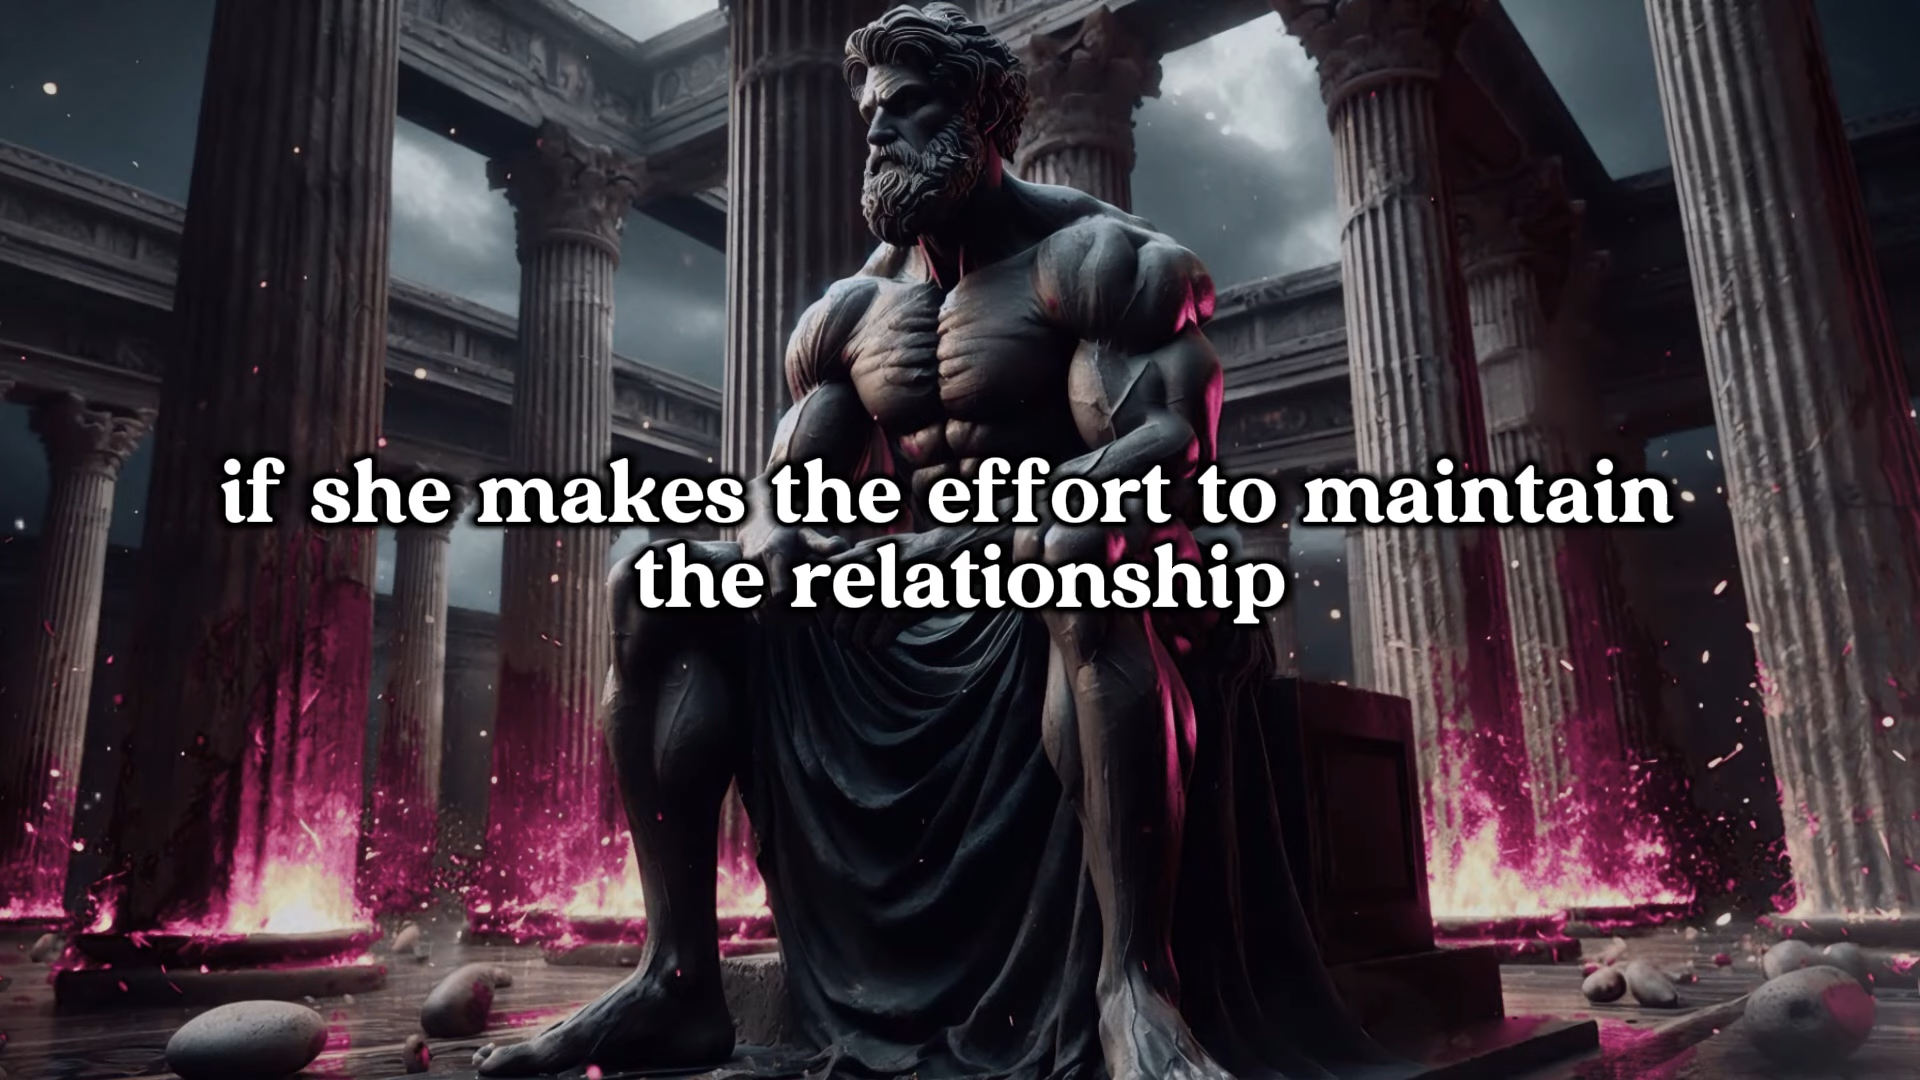 if she makes the effort to maintain
the relationship